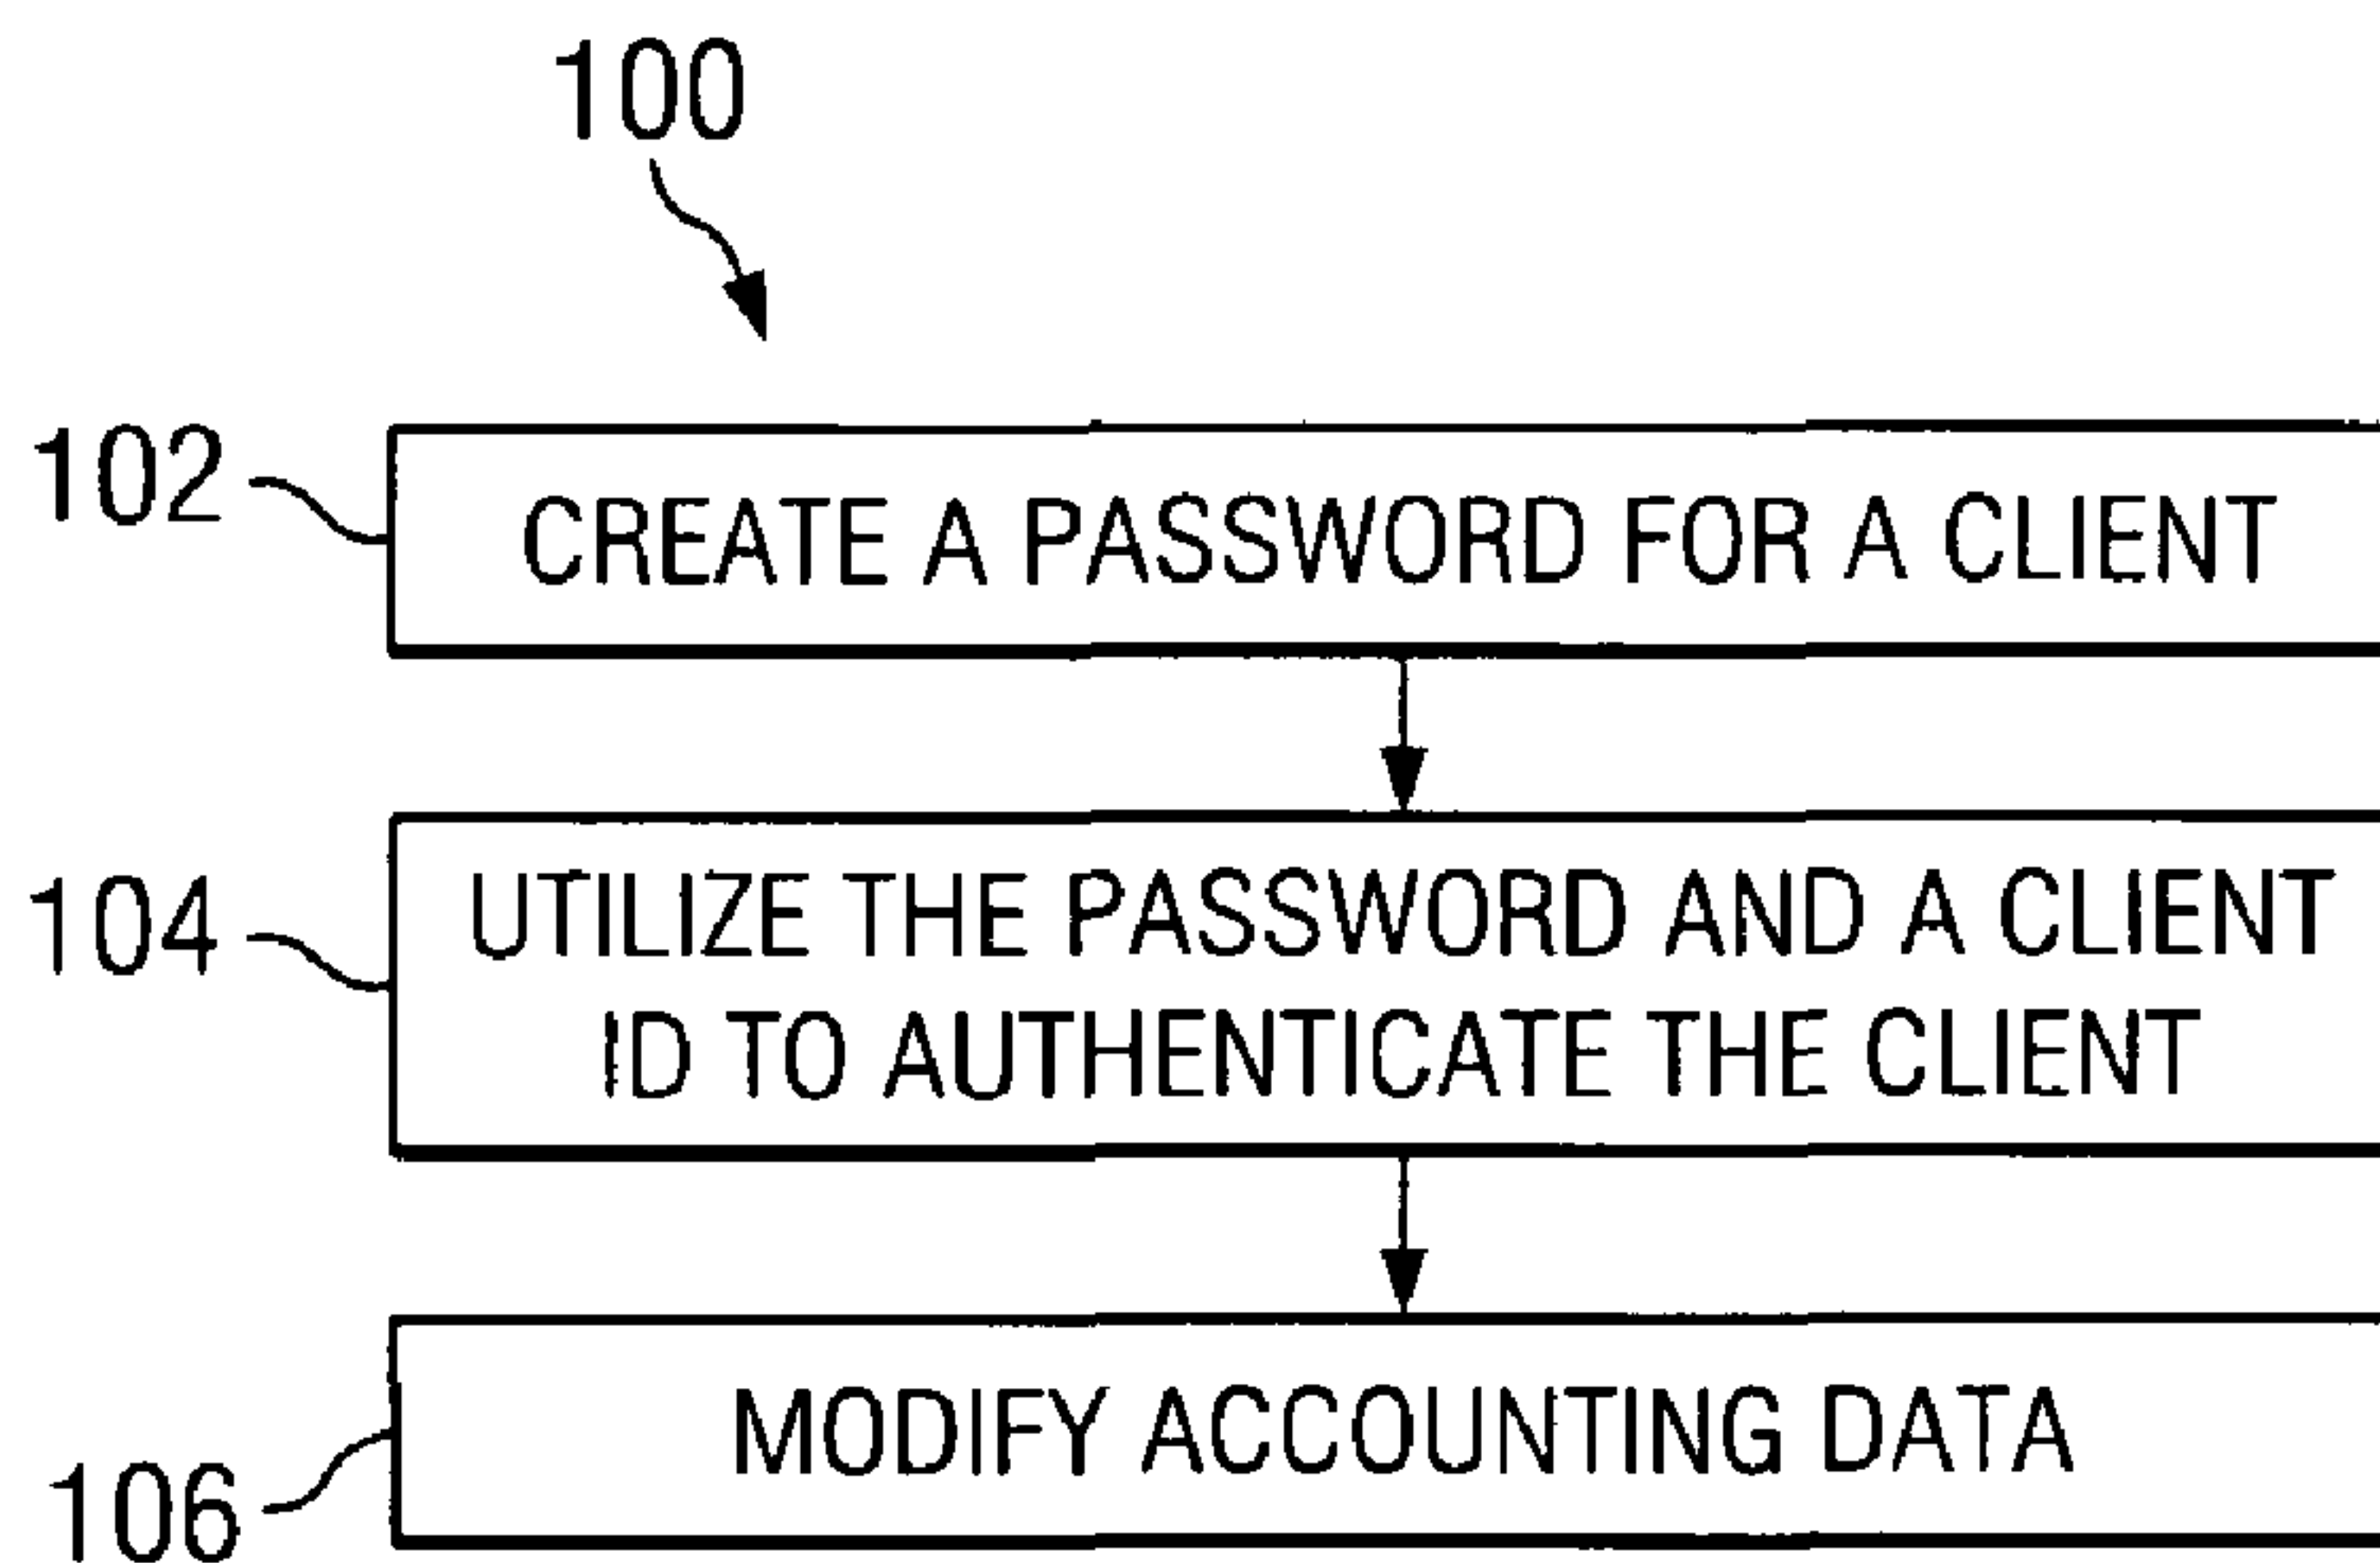 100
102
CREATE A PASSWORD FOR A CLIENT
104
UTILIZE THE PASSWORD AND A CLIENT
ID TO AUTHENTICATE THE CLIENT
106
MODIFY ACCOUNTING DATA